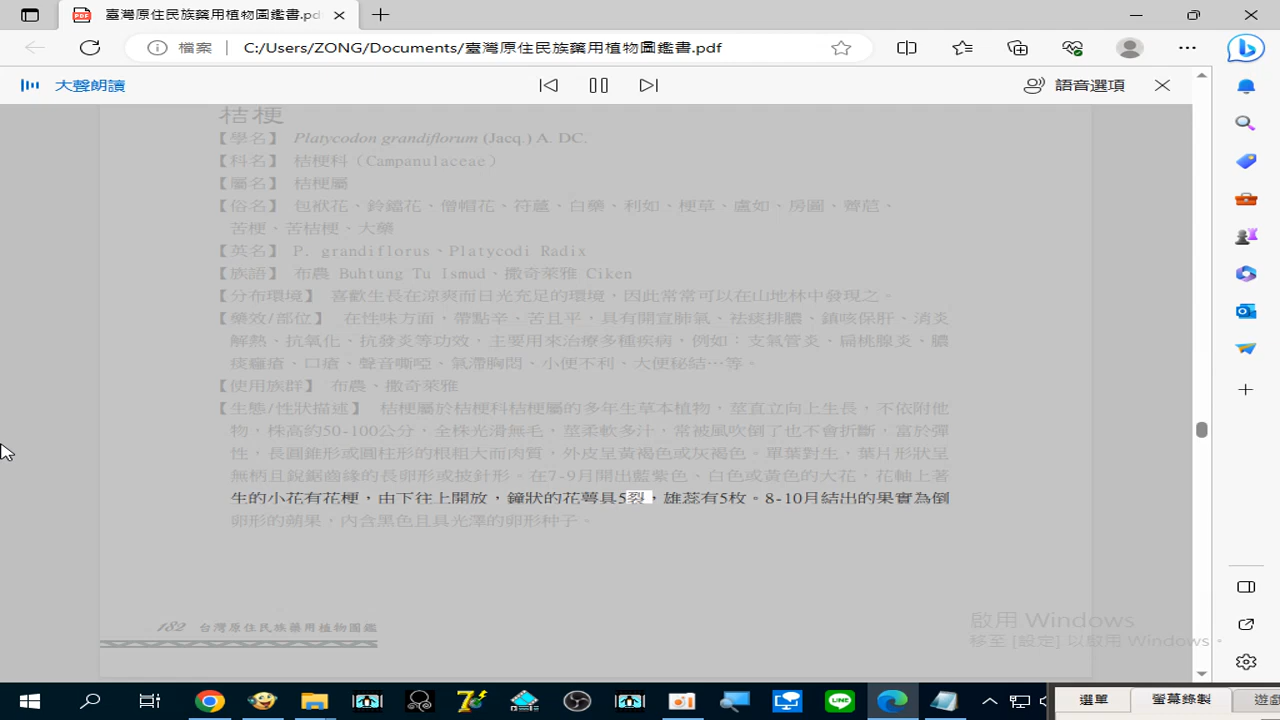 臺灣原住民族藥用植物圖鑑書.pd
檔案 C:/Users/ZONG/Documents/臺灣原住民族藥用植物圖鑑書.pdf
大聲朗讀 語音選項
桔梗
【學名】 Platycodon grandiflorum (Jacq.) A. DC.
【科名】 桔梗科（Campanulaceae）
【屬名】 桔梗屬
【俗名】 包袱花、鈴鐺花、僧帽花、符蘆、白藥、利如、梗草、盧如、房圖、薺苨、
苦梗、苦桔梗、大藥
【英名】 P. grandiflorus、Platycodi Radix
【族語】 布農 Buhtung Tu Ismud、撒奇萊雅 Ciken
【分布環境】 喜歡生長在涼爽而日光充足的環境，因此常常可以在山地林中發現之。
【藥效/部位】 在性味方面，帶點辛、苦且平，具有開宣肺氣、袪痰排膿、鎮咳保肝、消炎
解熱、抗氧化、抗發炎等功效，主要用來治療多種疾病，例如：支氣管炎、扁桃腺炎、膿
痰癰瘡、口瘡、聲音嘶啞、氣滯胸悶、小便不利、大便秘結…等。
【使用族群】 布農、撒奇萊雅
【生態/性狀描述】 桔梗屬於桔梗科桔梗屬的多年生草本植物，莖直立向上生長，不依附他
物，株高約50-100公分、全株光滑無毛，莖柔軟多汁，常被風吹倒了也不會折斷，富於彈
性，長圓錐形或圓柱形的根粗大而肉質，外皮呈黃褐色或灰褐色。單葉對生，葉片形狀呈
無柄且銳鋸齒緣的長卵形或披針形。在7-9月開出藍紫色、白色或黃色的大花，花軸上著
生的小花有花梗，由下往上開放，鐘狀的花萼具5裂，雄蕊有5枚。8-10月結出的果實為倒
卵形的蒴果，內含黑色且具光澤的卵形种子。
182 台灣原住民族藥用植物圖鑑
啟用 Windows
移至 [設定] 以啟用 Windows。
選單 螢幕錄製 遊戲